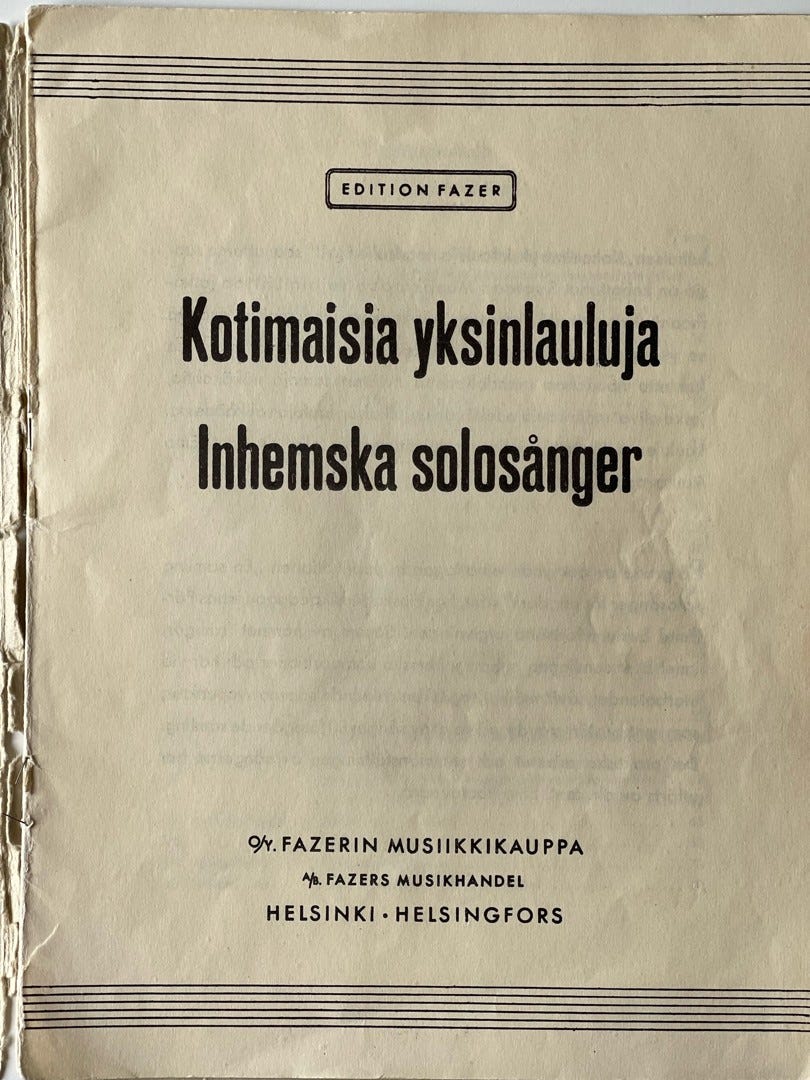 EDITION FAZER
Kotimaisia yksinlauluja
Inhemska solosånger
O/Y. FAZERIN MUSIIKKIKAUPPA
A/B. FAZERS MUSIKHANDEL
HELSINKI • HELSINGFORS